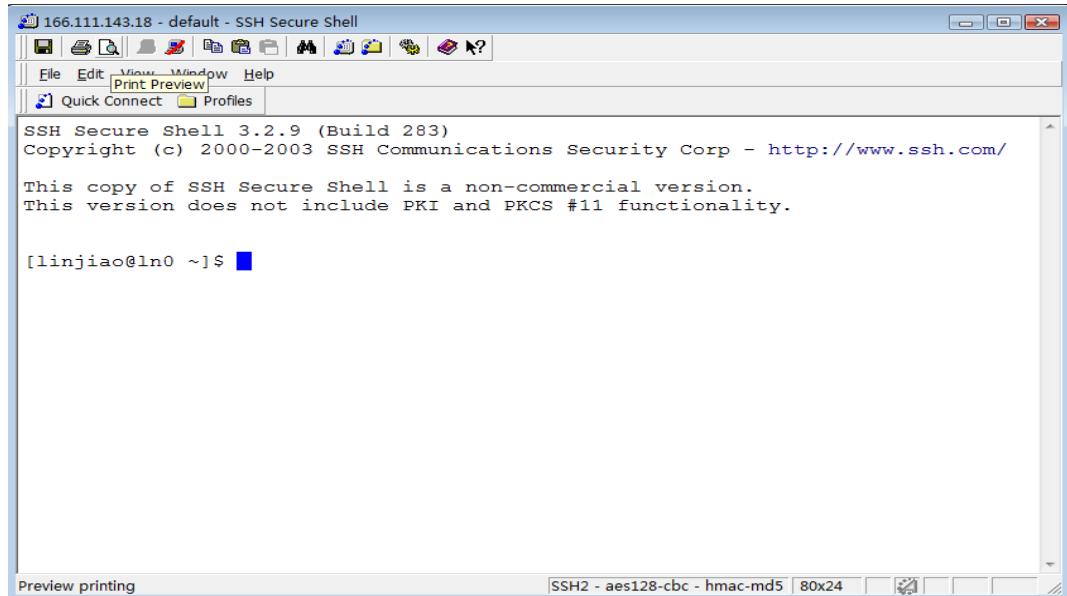 166.111.143.18 - default - SSH Secure Shell
File Edit View Window Help
Print Preview
Quick Connect Profiles
SSH Secure Shell 3.2.9 (Build 283)
Copyright (c) 2000-2003 SSH Communications Security Corp - http://www.ssh.com/
This copy of SSH Secure Shell is a non-commercial version.
This version does not include PKI and PKCS #11 functionality.
[linjiao@ln0 ~]$
Preview printing SSH2 - aes128-cbc - hmac-md5 80x24